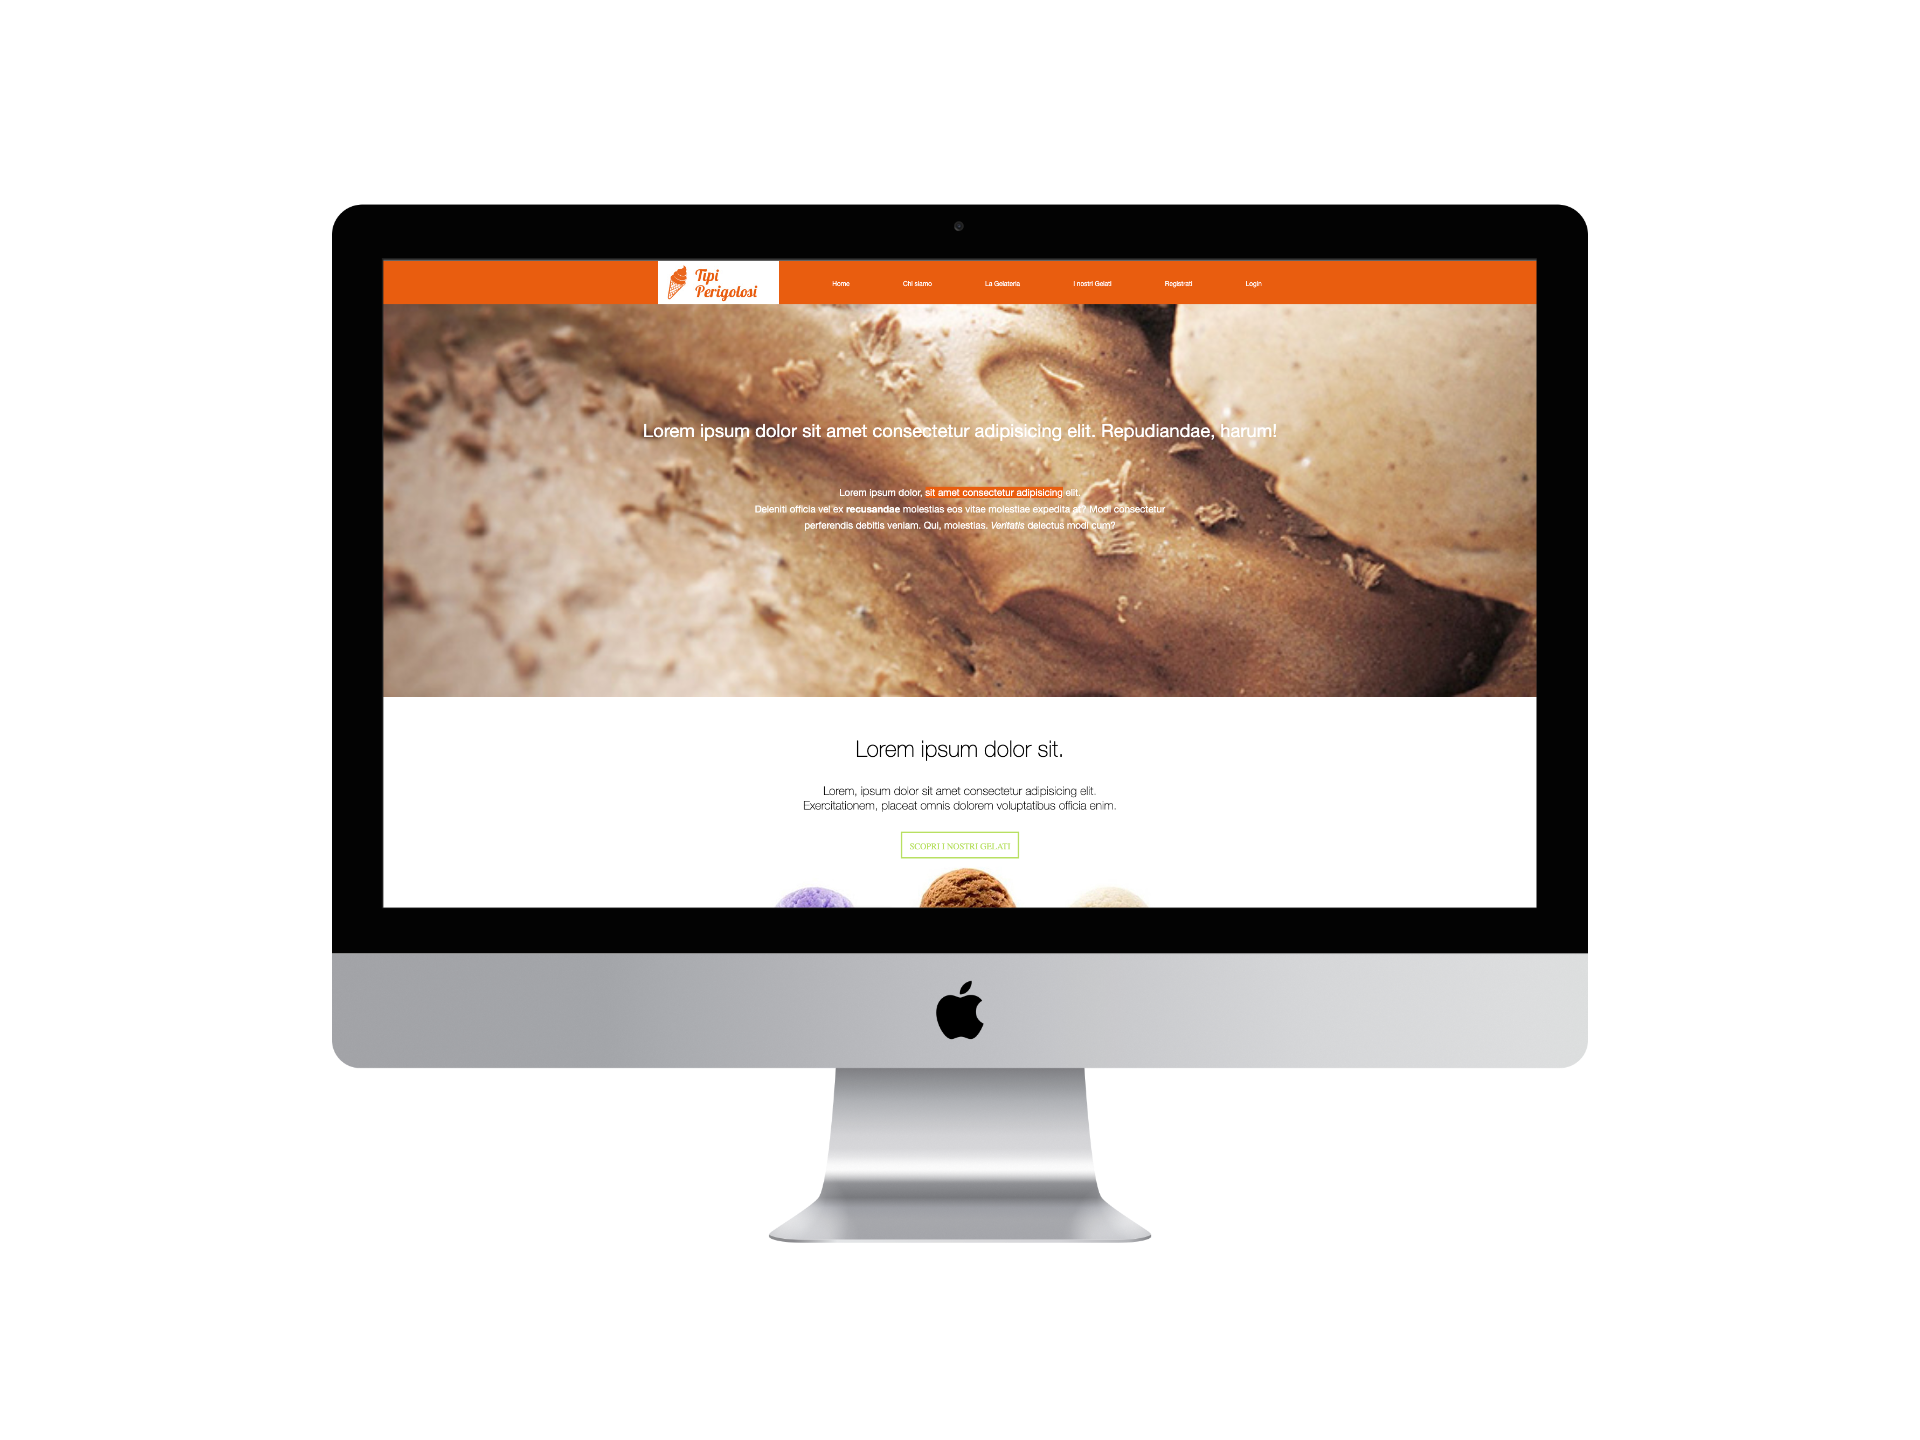 Tipi
Perigolosi
Home Chi siamo La Gelateria I nostri Gelati Registrati Login
Lorem ipsum dolor sit amet consectetur adipisicing elit. Repudiandae, harum!
Lorem ipsum dolor, sit amet consectetur adipisicing elit.
Deleniti officia vel ex recusandae molestias eos vitae molestiae expedita at? Modi consectetur
perferendis debitis veniam. Qui, molestias. Veritatis delectus modi cum?
Lorem ipsum dolor sit.
Lorem, ipsum dolor sit amet consectetur adipisicing elit.
Exercitationem, placeat omnis dolorem voluptatibus officia enim.
SCOPRI I NOSTRI GELATI